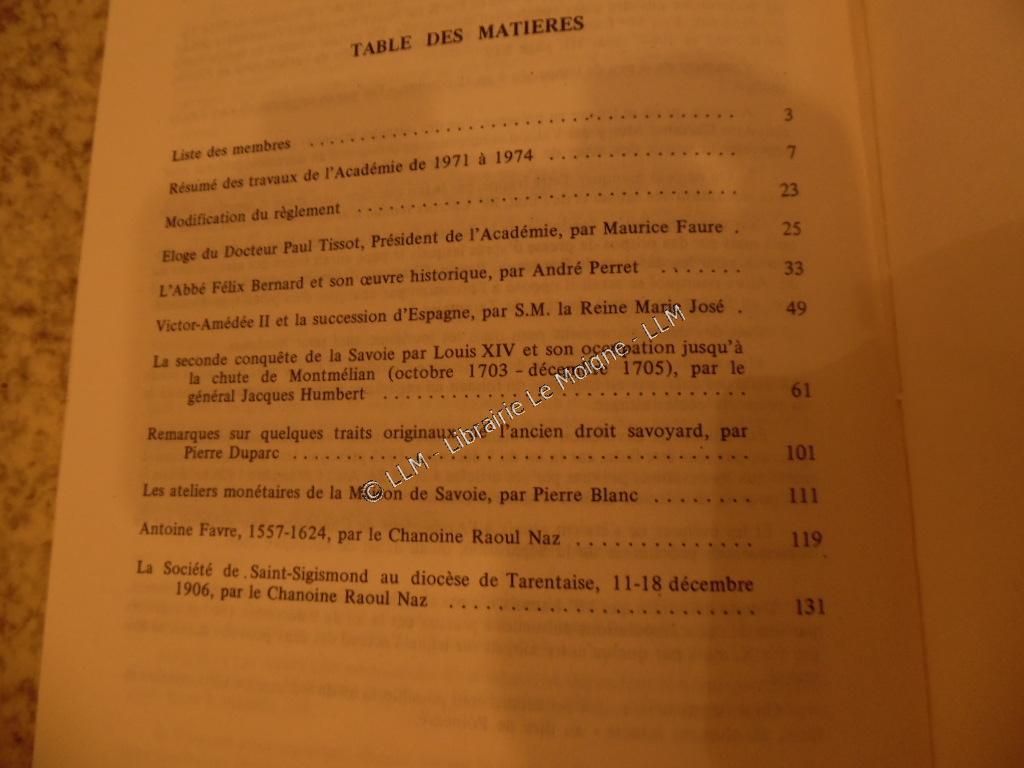 TABLE DES MATIERES
Liste des membres . . . . . . . . . . . . . . . . . . . . . . . . . . . . . . . . . 3
Résumé des travaux de l'Académie de 1971 à 1974 . . . . . . . . . . . . . . . 7
Modification du règlement . . . . . . . . . . . . . . . . . . . . . . . . . . . . . 23
Eloge du Docteur Paul Tissot, Président de l'Académie, par Maurice Faure . 25
L'Abbé Félix Bernard et son œuvre historique, par André Perret . . . . . . . 33
Victor-Amédée II et la succession d'Espagne, par S.M. la Reine Marie José . 49
La seconde conquête de la Savoie par Louis XIV et son occupation jusqu'à
la chute de Montmélian (octobre 1703 - décembre 1705), par le
général Jacques Humbert . . . . . . . . . . . . . . . . . . . . . . . . . . . . 61
Remarques sur quelques traits originaux de l'ancien droit savoyard, par
Pierre Duparc . . . . . . . . . . . . . . . . . . . . . . . . . . . . . . . . . . . 101
Les ateliers monétaires de la Maison de Savoie, par Pierre Blanc . . . . . . . . 111
Antoine Favre, 1557-1624, par le Chanoine Raoul Naz . . . . . . . . . . . . . . 119
La Société de Saint-Sigismond au diocèse de Tarentaise, 11-18 décembre
1906, par le Chanoine Raoul Naz . . . . . . . . . . . . . . . . . . . . . . . . 131
© LLM - Librairie Le Moigne - LLM